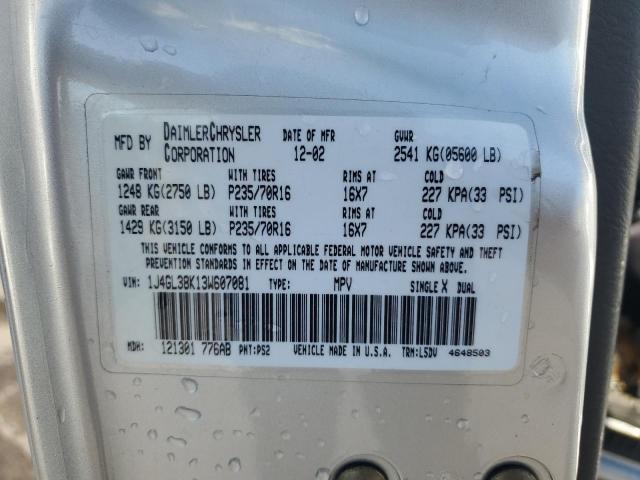 MFD BY DAIMLERCHRYSLER CORPORATION DATE OF MFR 12-02 GVWR 2541 KG(05600 LB)
GAWR FRONT WITH TIRES RIMS AT COLD
1248 KG(2750 LB) P235/70R16 16X7 227 KPA(33 PSI)
GAWR REAR WITH TIRES RIMS AT COLD
1429 KG(3150 LB) P235/70R16 16X7 227 KPA(33 PSI)
THIS VEHICLE CONFORMS TO ALL APPLICABLE FEDERAL MOTOR VEHICLE SAFETY AND THEFT
PREVENTION STANDARDS IN EFFECT ON THE DATE OF MANUFACTURE SHOWN ABOVE.
VIN: 1J4GL38K13W607081 TYPE: MPV SINGLE X DUAL
MDH: 121301 776AB PNT:PS2 VEHICLE MADE IN U.S.A. TRM:L5DV 4648503